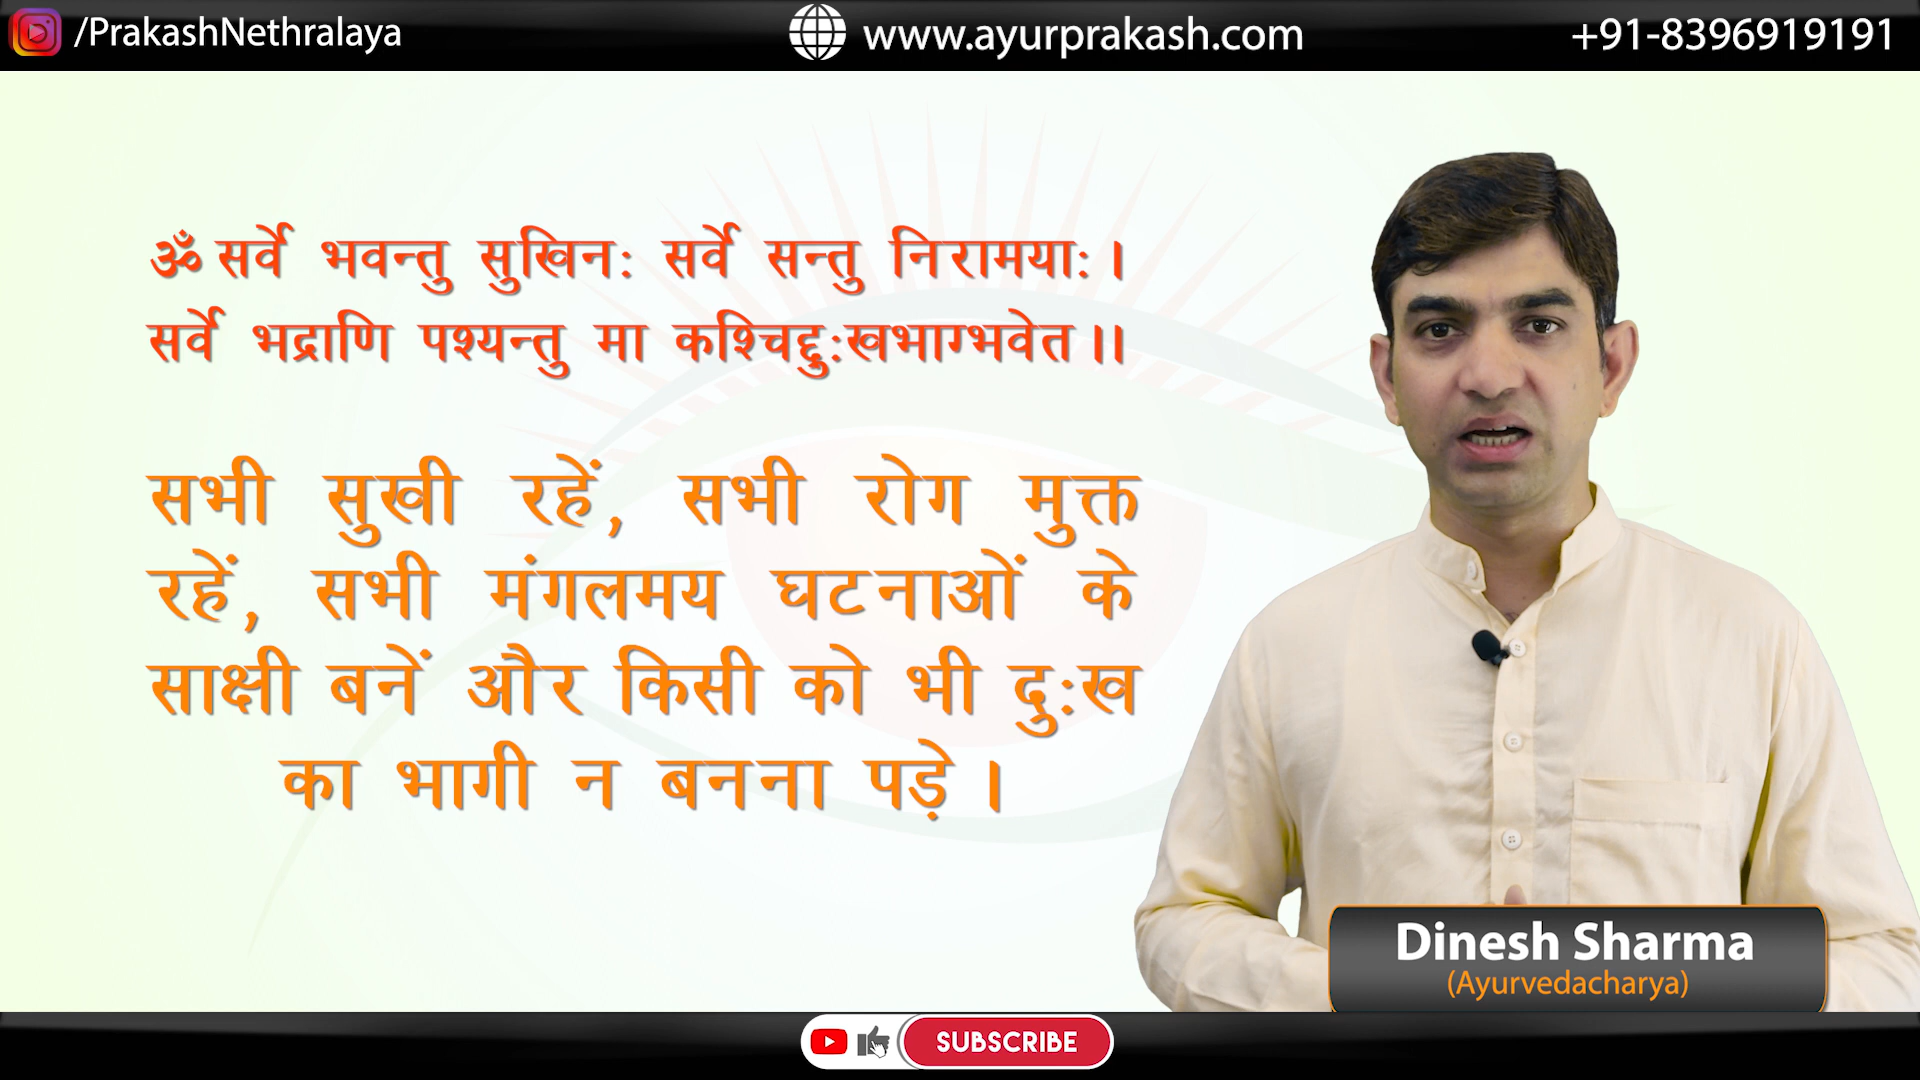 /PrakashNethralaya
www.ayurprakash.com
+91-8396919191
ॐ सर्वे भवन्तु सुखिनः सर्वे सन्तु निरामयाः ।
सर्वे भद्राणि पश्यन्तु मा कश्चिद्दुःखभाग्भवेत ।।
सभी सुखी रहें, सभी रोग मुक्त
रहें, सभी मंगलमय घटनाओं के
साक्षी बनें और किसी को भी दुःख
का भागी न बनना पड़े ।
Dinesh Sharma
(Ayurvedacharya)
SUBSCRIBE